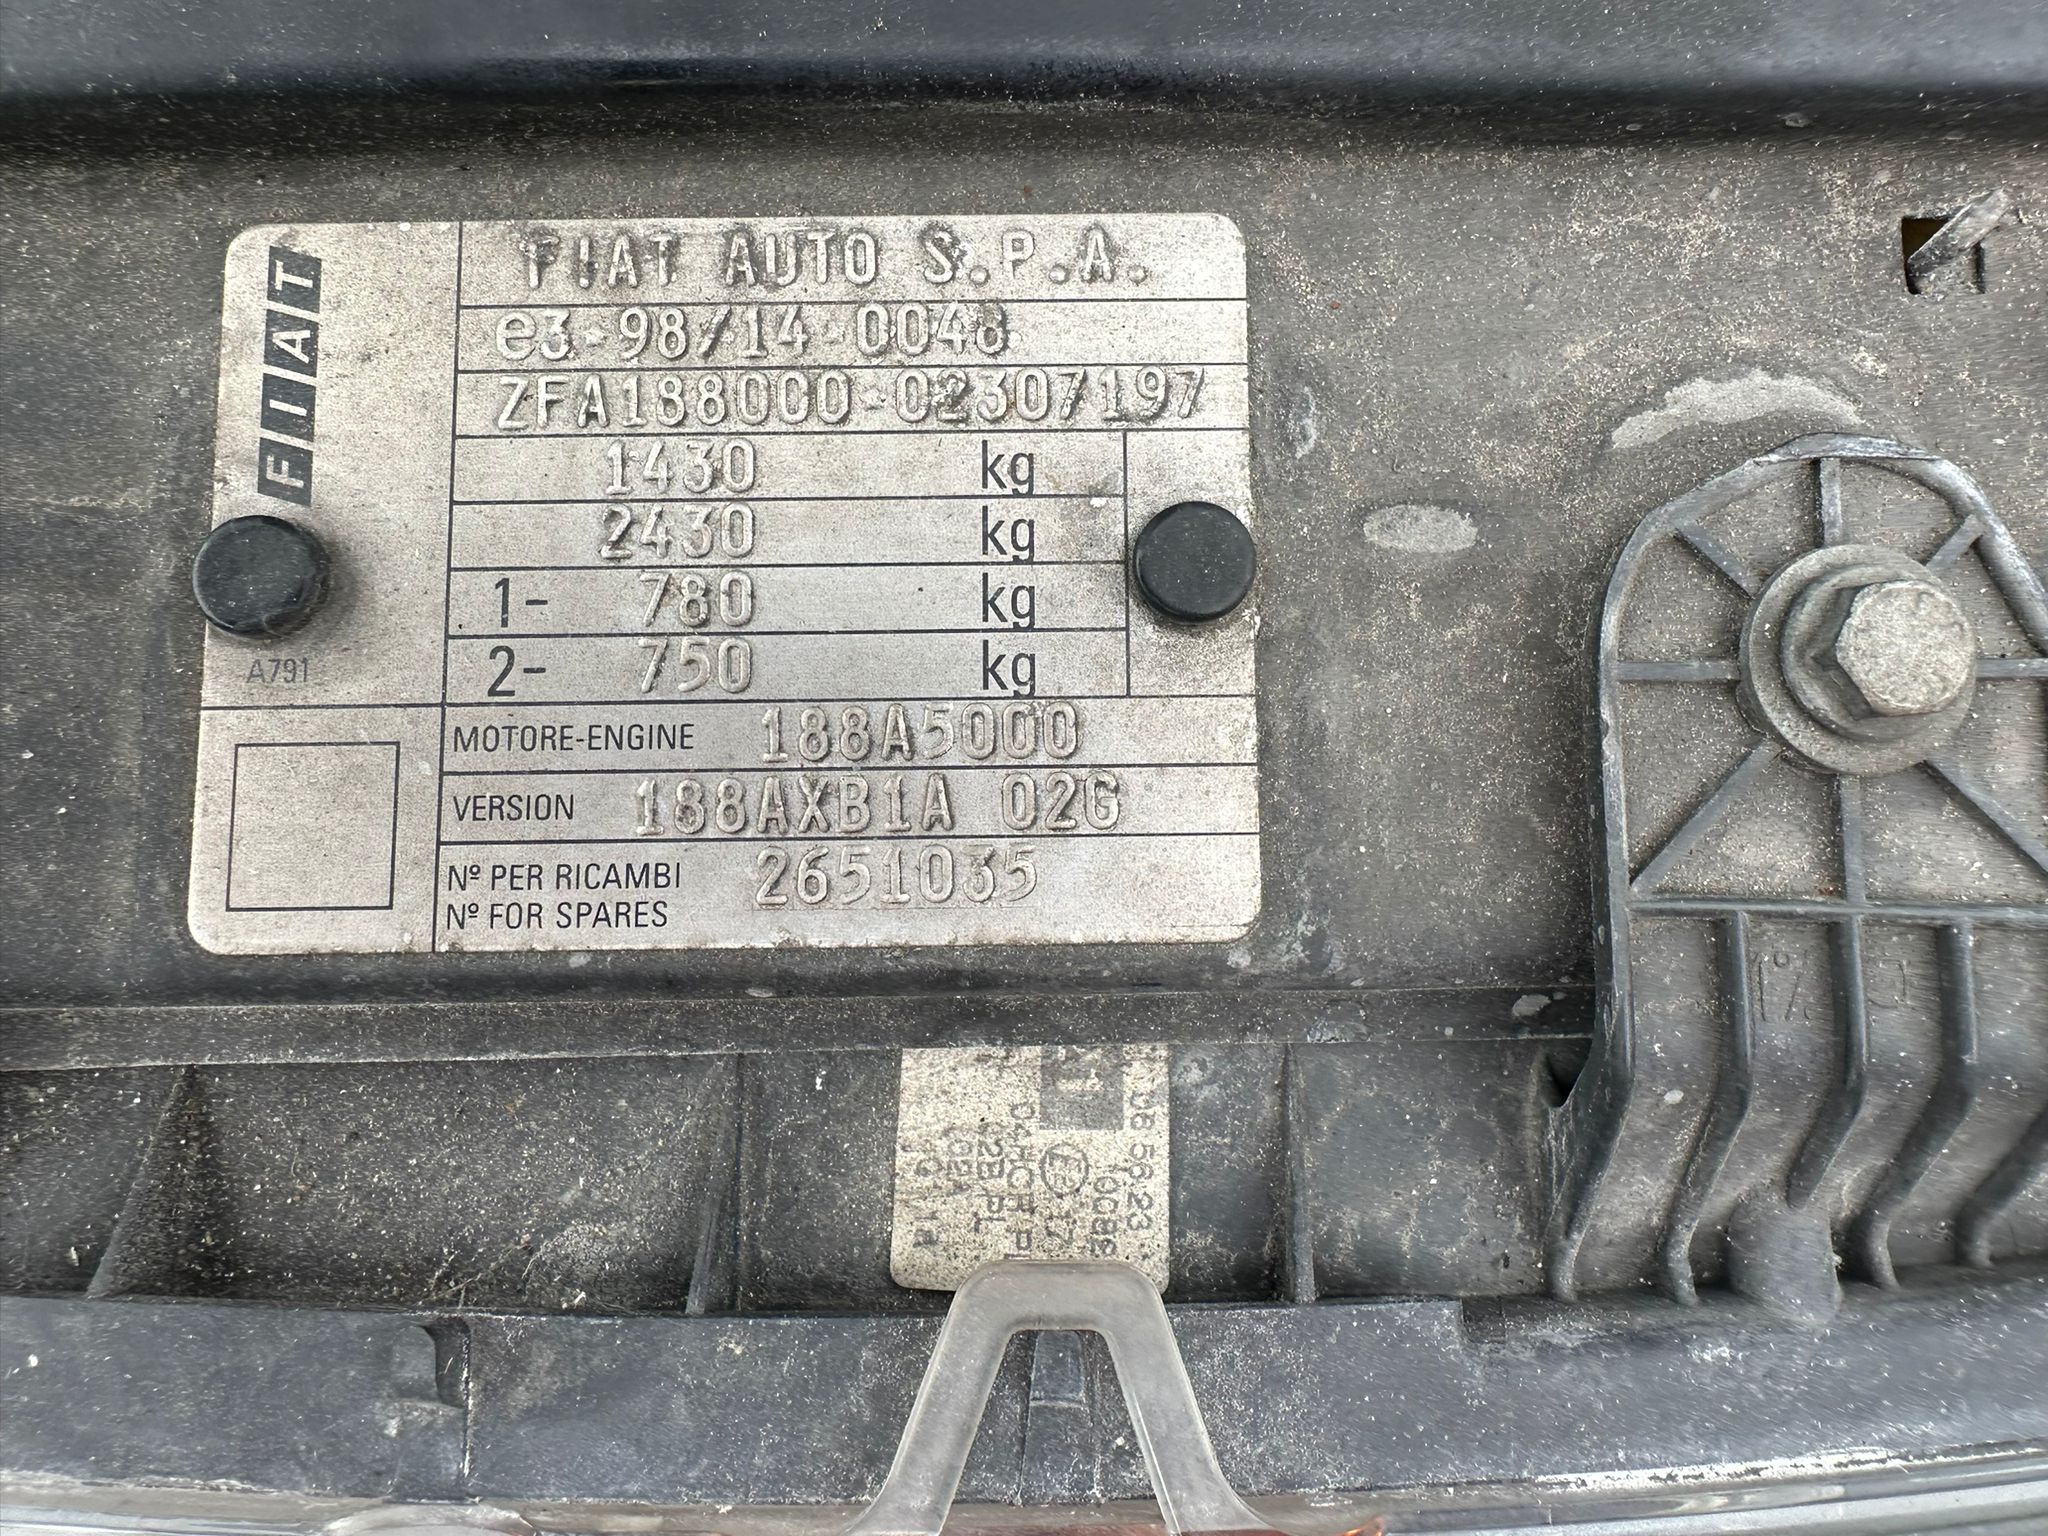 FIAT
FIAT AUTO S.P.A.
e3*98/14*0048
ZFA188000*02307197
1430 kg
2430 kg
1- 780 kg
2- 750 kg
A791
MOTORE-ENGINE 188A5000
VERSION 188AXB1A 02G
Nº PER RICAMBI
Nº FOR SPARES
2651035